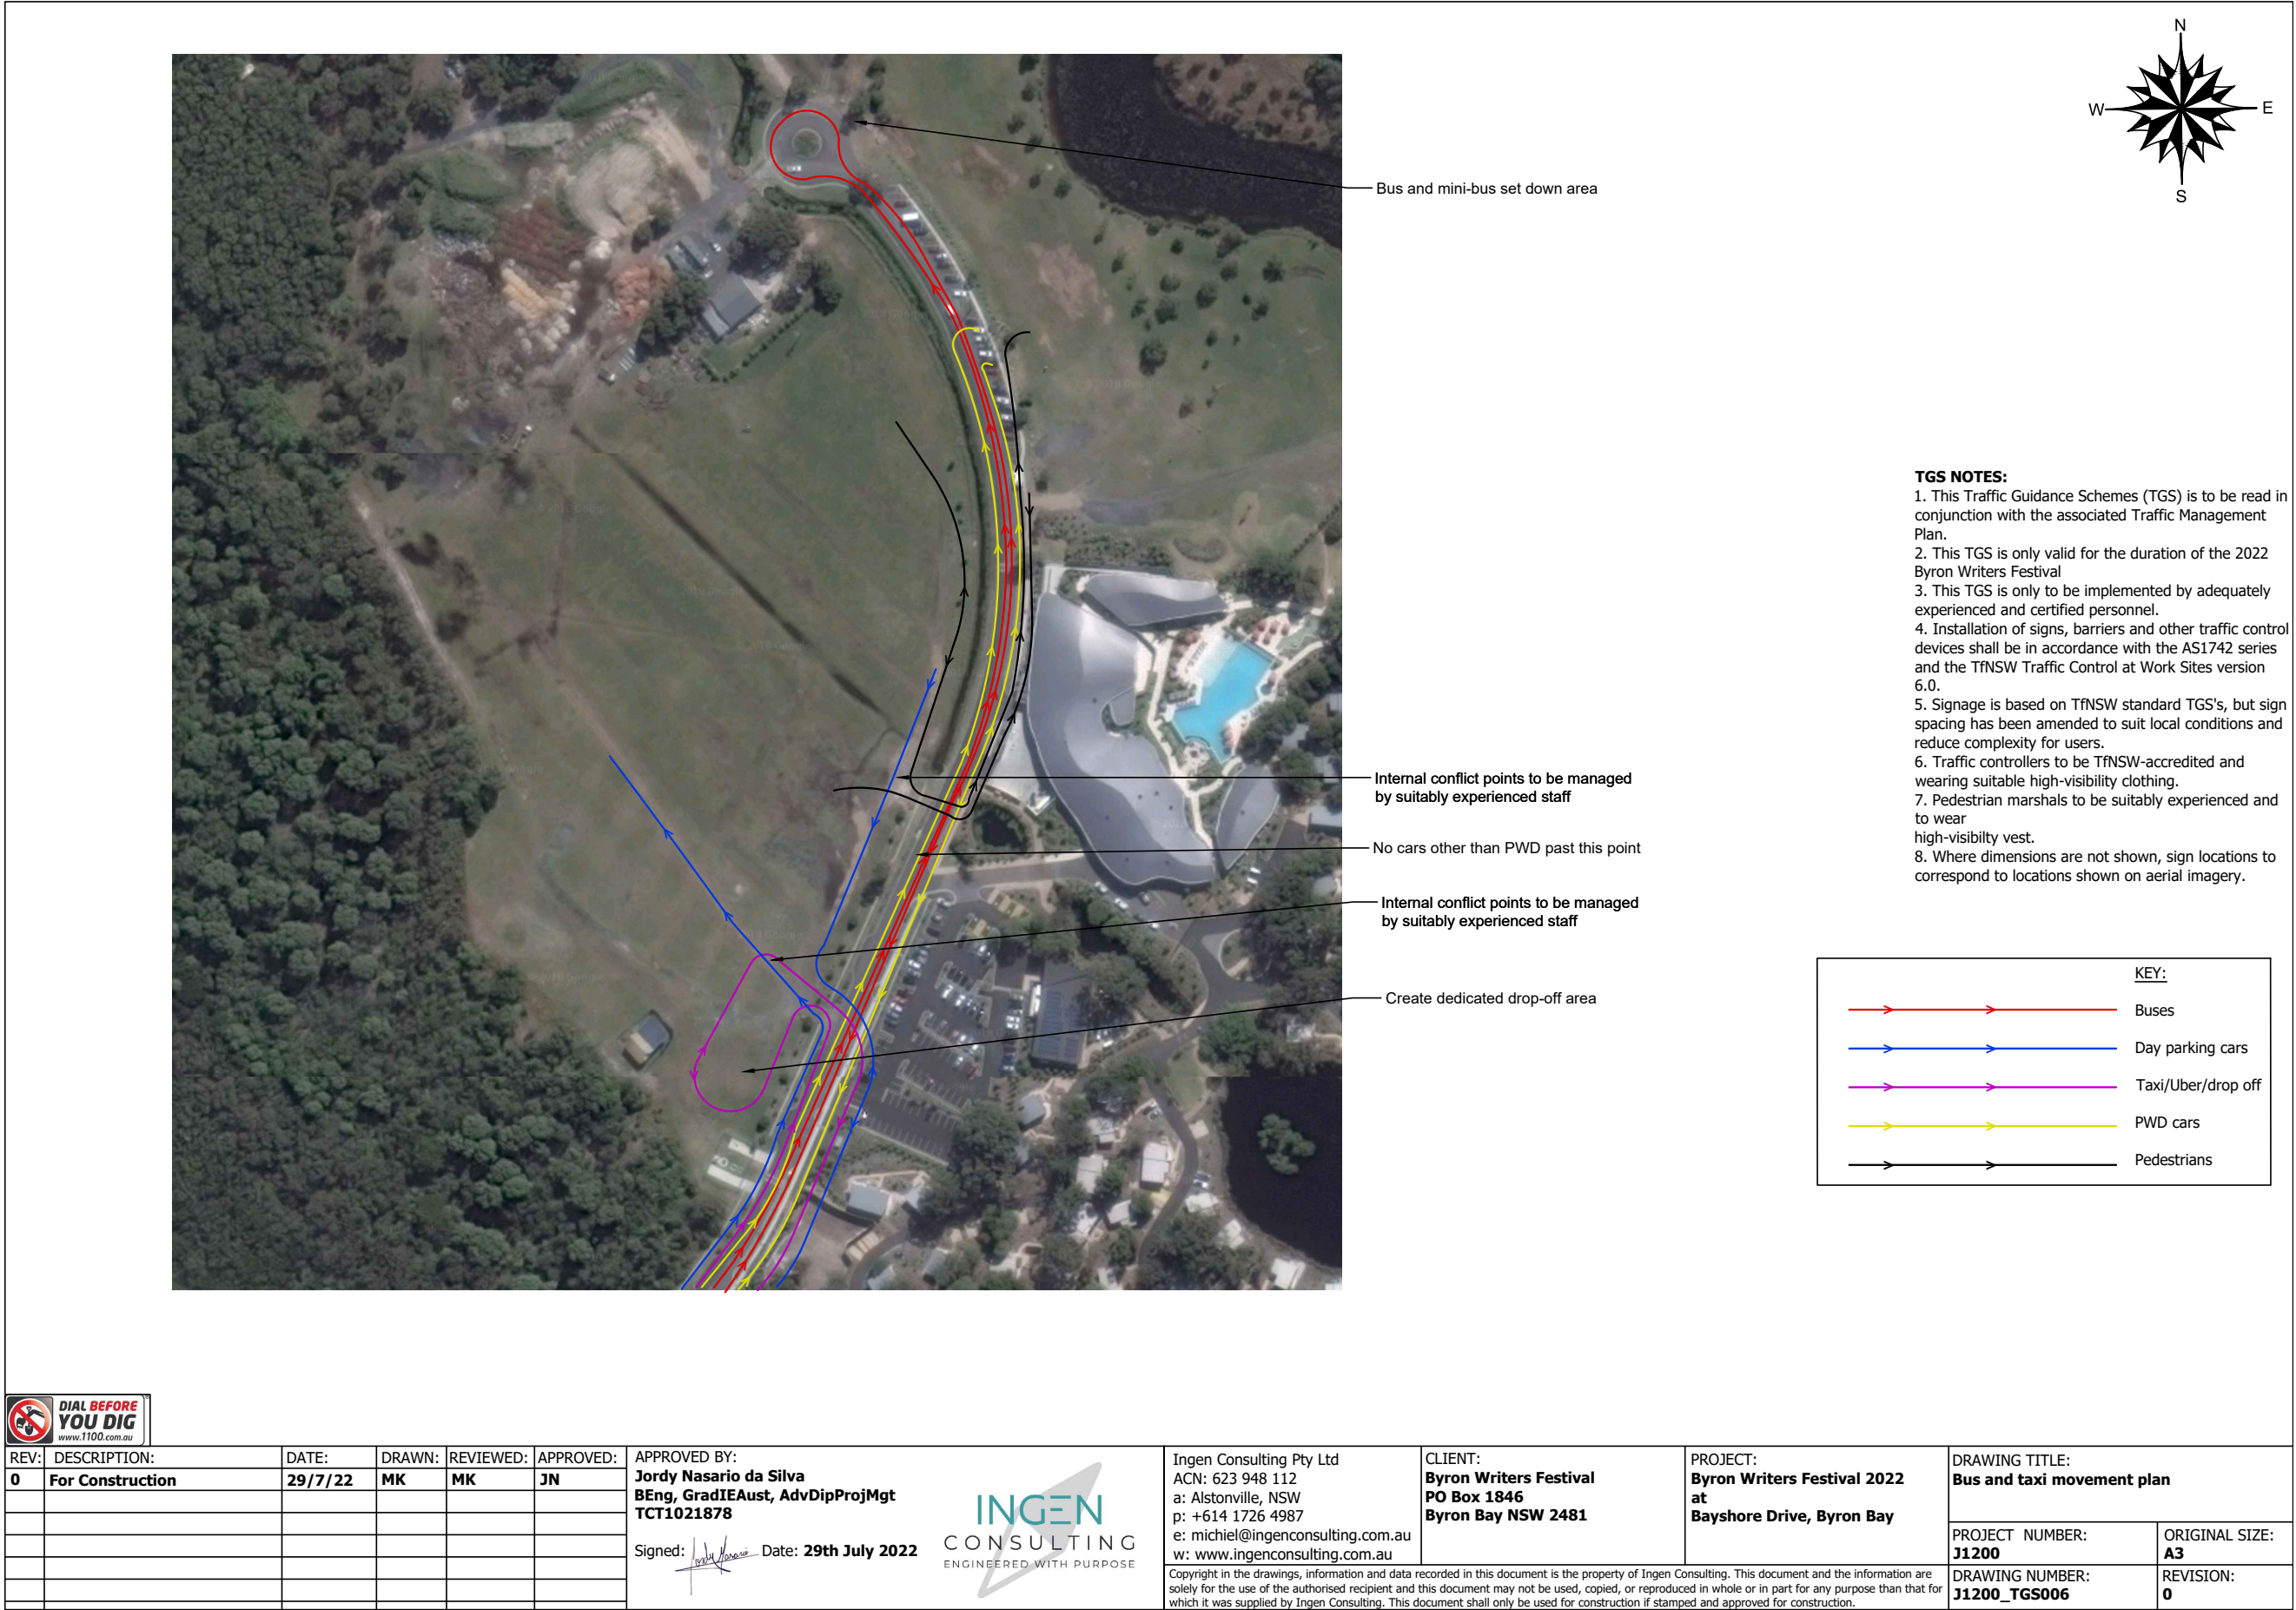 N
W
E
S
Bus and mini-bus set down area
Internal conflict points to be managed
by suitably experienced staff
No cars other than PWD past this point
Internal conflict points to be managed
by suitably experienced staff
Create dedicated drop-off area
TGS NOTES:
1. This Traffic Guidance Schemes (TGS) is to be read in
conjunction with the associated Traffic Management
Plan.
2. This TGS is only valid for the duration of the 2022
Byron Writers Festival
3. This TGS is only to be implemented by adequately
experienced and certified personnel.
4. Installation of signs, barriers and other traffic control
devices shall be in accordance with the AS1742 series
and the TfNSW Traffic Control at Work Sites version
6.0.
5. Signage is based on TfNSW standard TGS's, but sign
spacing has been amended to suit local conditions and
reduce complexity for users.
6. Traffic controllers to be TfNSW-accredited and
wearing suitable high-visibility clothing.
7. Pedestrian marshals to be suitably experienced and
to wear
high-visibilty vest.
8. Where dimensions are not shown, sign locations to
correspond to locations shown on aerial imagery.
KEY:
Buses
Day parking cars
Taxi/Uber/drop off
PWD cars
Pedestrians
DIAL BEFORE
YOU DIG
www.1100.com.au
REV: DESCRIPTION: DATE: DRAWN: REVIEWED: APPROVED:
0 For Construction 29/7/22 MK MK JN
APPROVED BY:
Jordy Nasario da Silva
BEng, GradIEAust, AdvDipProjMgt
TCT1021878
Signed: Date: 29th July 2022
INGEN
CONSULTING
ENGINEERED WITH PURPOSE
Ingen Consulting Pty Ltd
ACN: 623 948 112
a: Alstonville, NSW
p: +614 1726 4987
e: michiel@ingenconsulting.com.au
w: www.ingenconsulting.com.au
CLIENT:
Byron Writers Festival
PO Box 1846
Byron Bay NSW 2481
PROJECT:
Byron Writers Festival 2022
at
Bayshore Drive, Byron Bay
DRAWING TITLE:
Bus and taxi movement plan
PROJECT NUMBER:
J1200
ORIGINAL SIZE:
A3
Copyright in the drawings, information and data recorded in this document is the property of Ingen Consulting. This document and the information are
solely for the use of the authorised recipient and this document may not be used, copied, or reproduced in whole or in part for any purpose than that for
which it was supplied by Ingen Consulting. This document shall only be used for construction if stamped and approved for construction.
DRAWING NUMBER:
J1200_TGS006
REVISION:
0